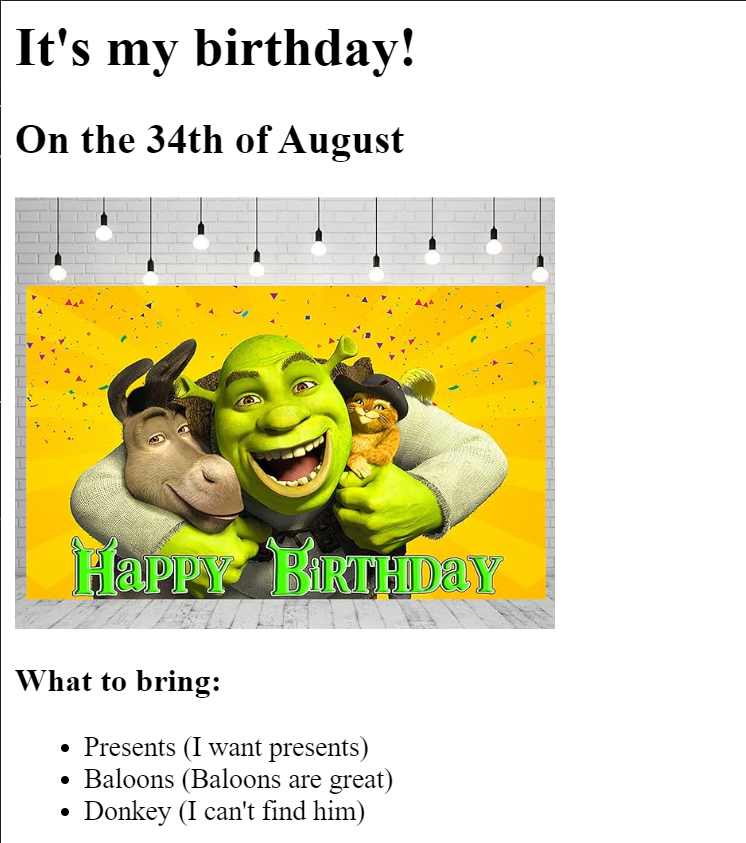 It's my birthday!
On the 34th of August
HaPPY BiRTHDaY
What to bring:
• Presents (I want presents)
• Baloons (Baloons are great)
• Donkey (I can't find him)